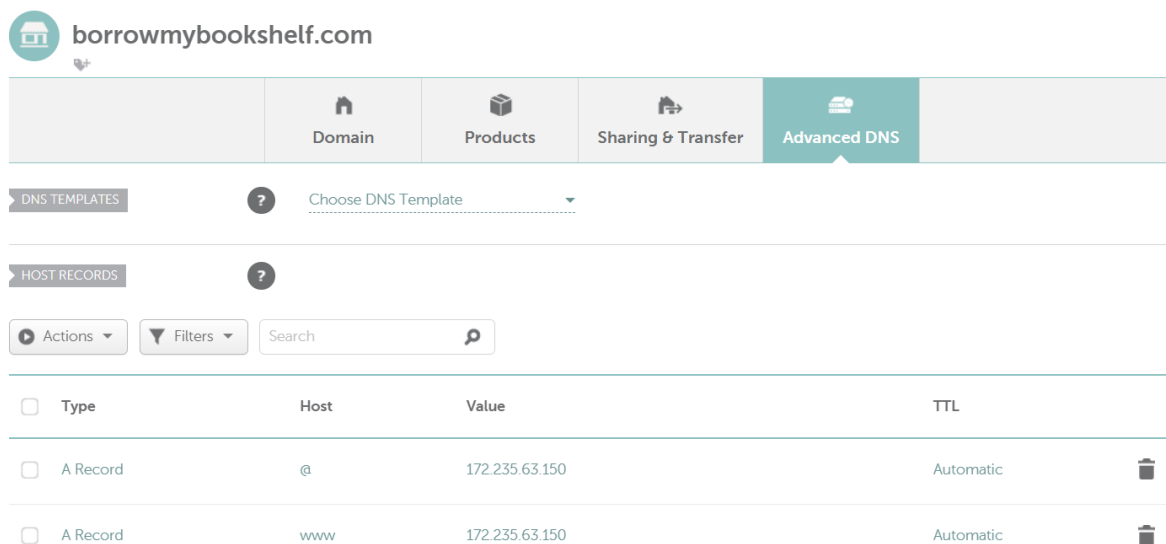 borrowmybookshelf.com
Domain Products Sharing & Transfer Advanced DNS
DNS TEMPLATES ? Choose DNS Template
HOST RECORDS ?
Actions Filters Search
Type Host Value TTL
A Record @ 172.235.63.150 Automatic
A Record www 172.235.63.150 Automatic